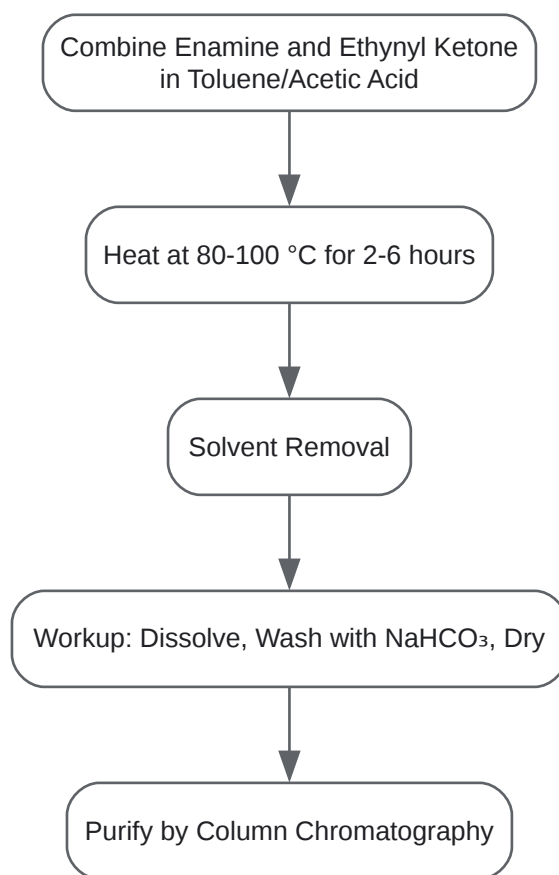 Combine Enamine and Ethynyl Ketone
in Toluene/Acetic Acid
Heat at 80-100 °C for 2-6 hours
Solvent Removal
Workup: Dissolve, Wash with NaHCO₃, Dry
Purify by Column Chromatography